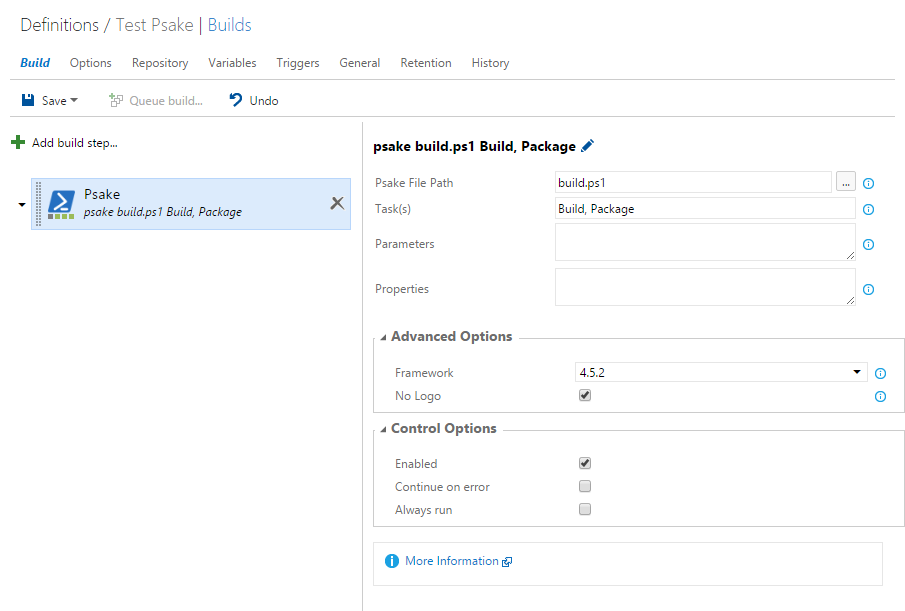 Definitions / Test Psake | Builds
Build Options Repository Variables Triggers General Retention History
Save Queue build... Undo
Add build step...
Psake
psake build.ps1 Build, Package
psake build.ps1 Build, Package
Psake File Path build.ps1 ...
Task(s) Build, Package
Parameters
Properties
Advanced Options
Framework 4.5.2
No Logo
Control Options
Enabled
Continue on error
Always run
More Information